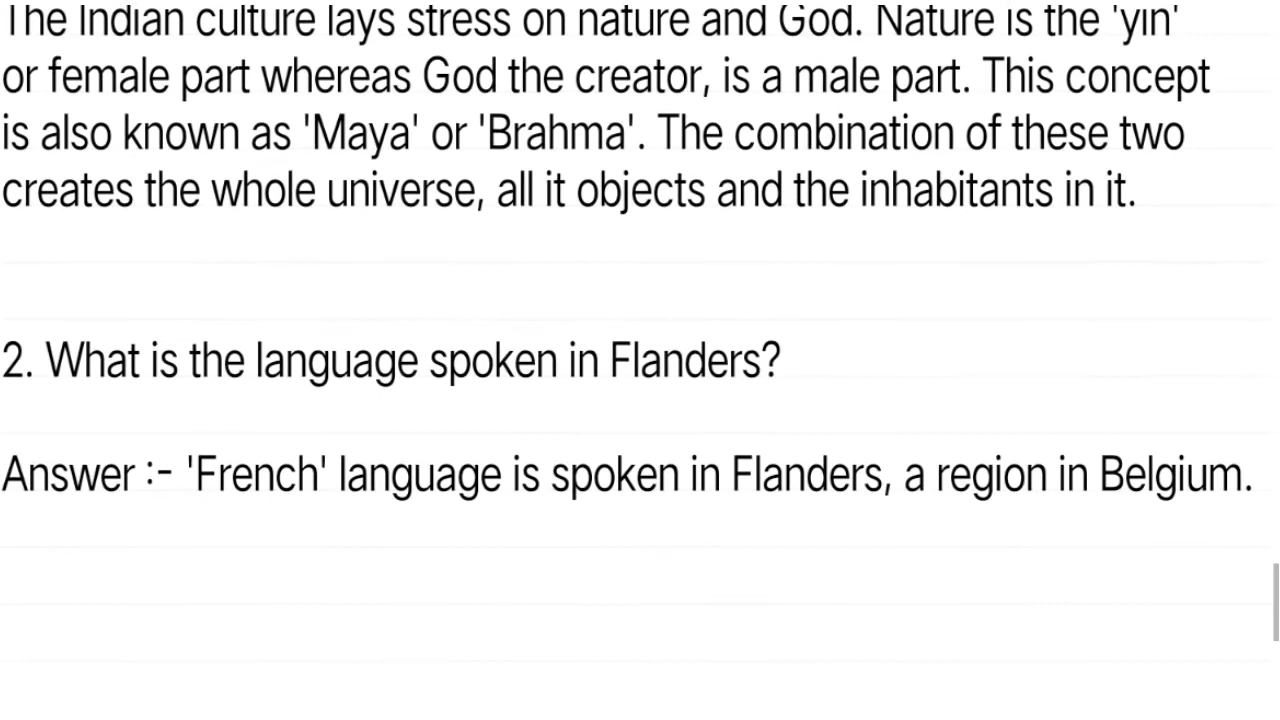 The Indian culture lays stress on nature and God. Nature is the 'yin'
or female part whereas God the creator, is a male part. This concept
is also known as 'Maya' or 'Brahma'. The combination of these two
creates the whole universe, all it objects and the inhabitants in it.
2. What is the language spoken in Flanders?
Answer :- 'French' language is spoken in Flanders, a region in Belgium.